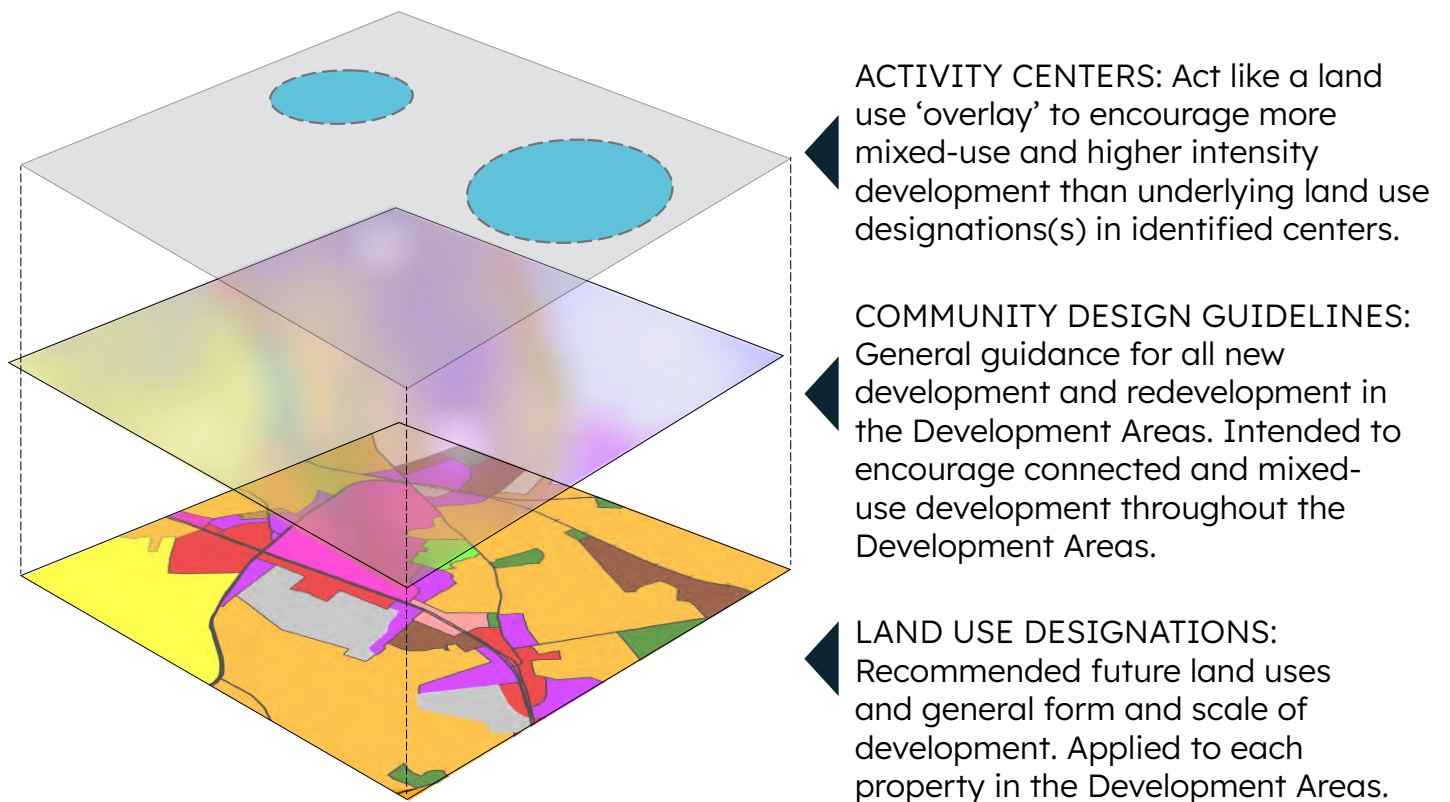 ACTIVITY CENTERS: Act like a land
use ‘overlay’ to encourage more
mixed-use and higher intensity
development than underlying land use
designations(s) in identified centers.
COMMUNITY DESIGN GUIDELINES:
General guidance for all new
development and redevelopment in
the Development Areas. Intended to
encourage connected and mixed-
use development throughout the
Development Areas.
LAND USE DESIGNATIONS:
Recommended future land uses
and general form and scale of
development. Applied to each
property in the Development Areas.